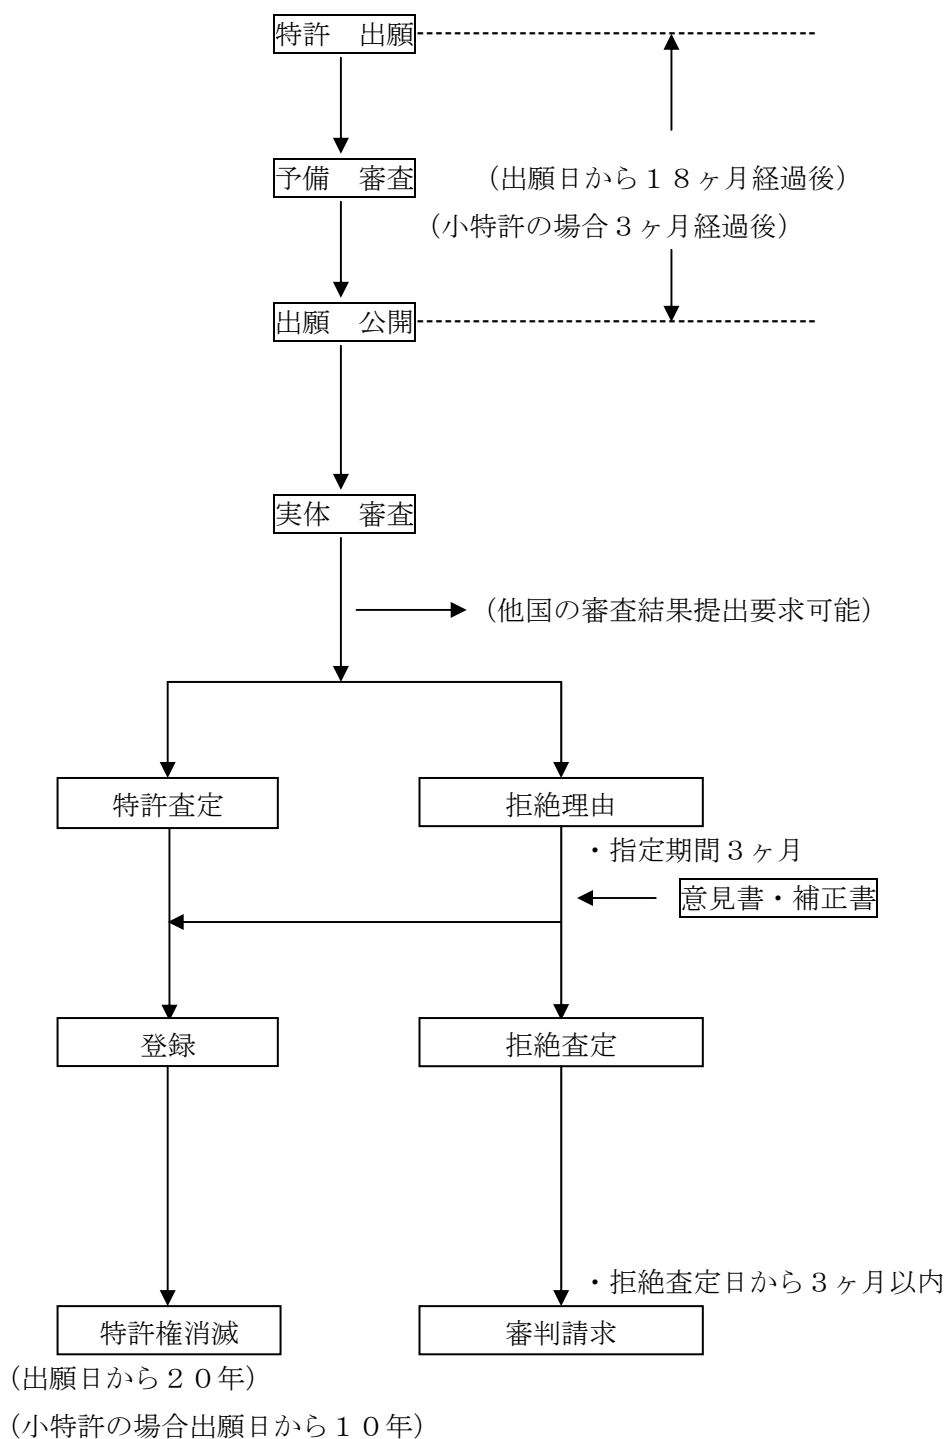 特許　出願
予備　審査
（出願日から１８ヶ月経過後）
（小特許の場合３ヶ月経過後）
出願　公開
実体　審査
（他国の審査結果提出要求可能）
特許査定
拒絶理由
・指定期間３ヶ月
意見書・補正書
登録
拒絶査定
・拒絶査定日から３ヶ月以内
特許権消滅
審判請求
（出願日から２０年）
（小特許の場合出願日から１０年）